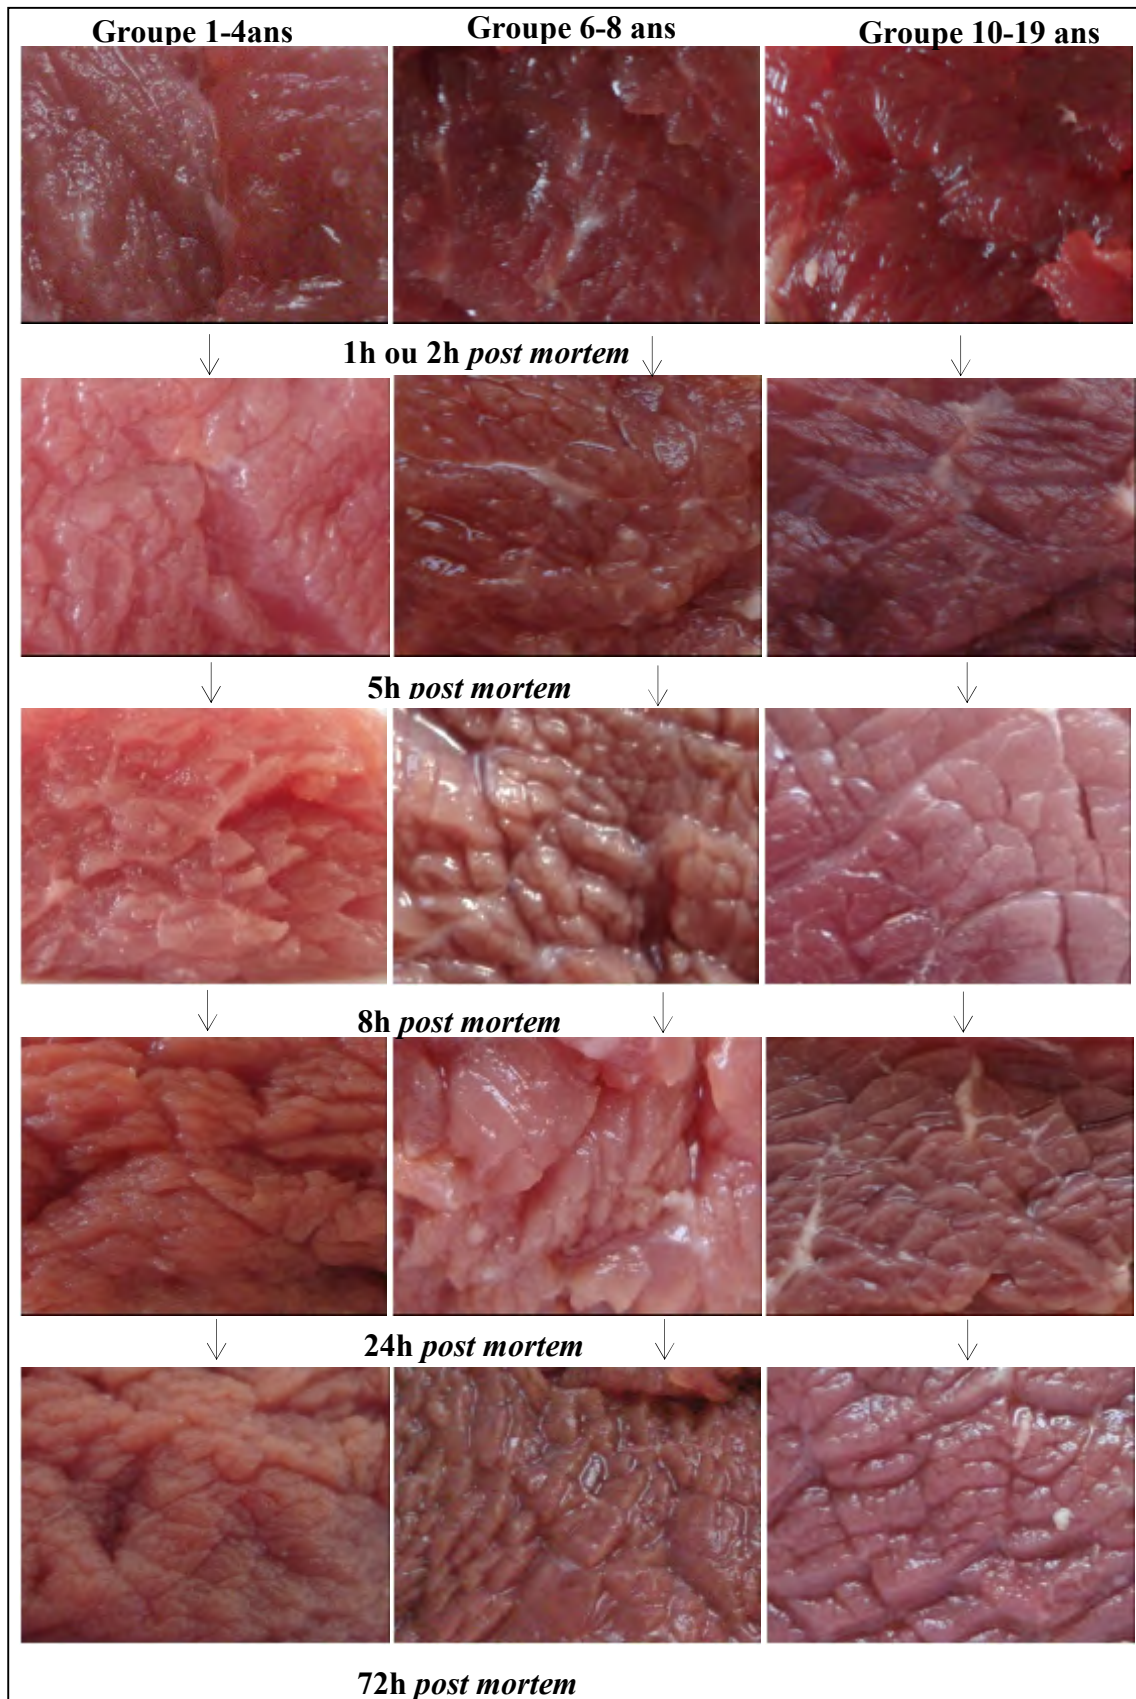 Groupe 1-4ans
Groupe 6-8 ans
Groupe 10-19 ans
1h ou 2h post mortem
5h post mortem
8h post mortem
24h post mortem
72h post mortem